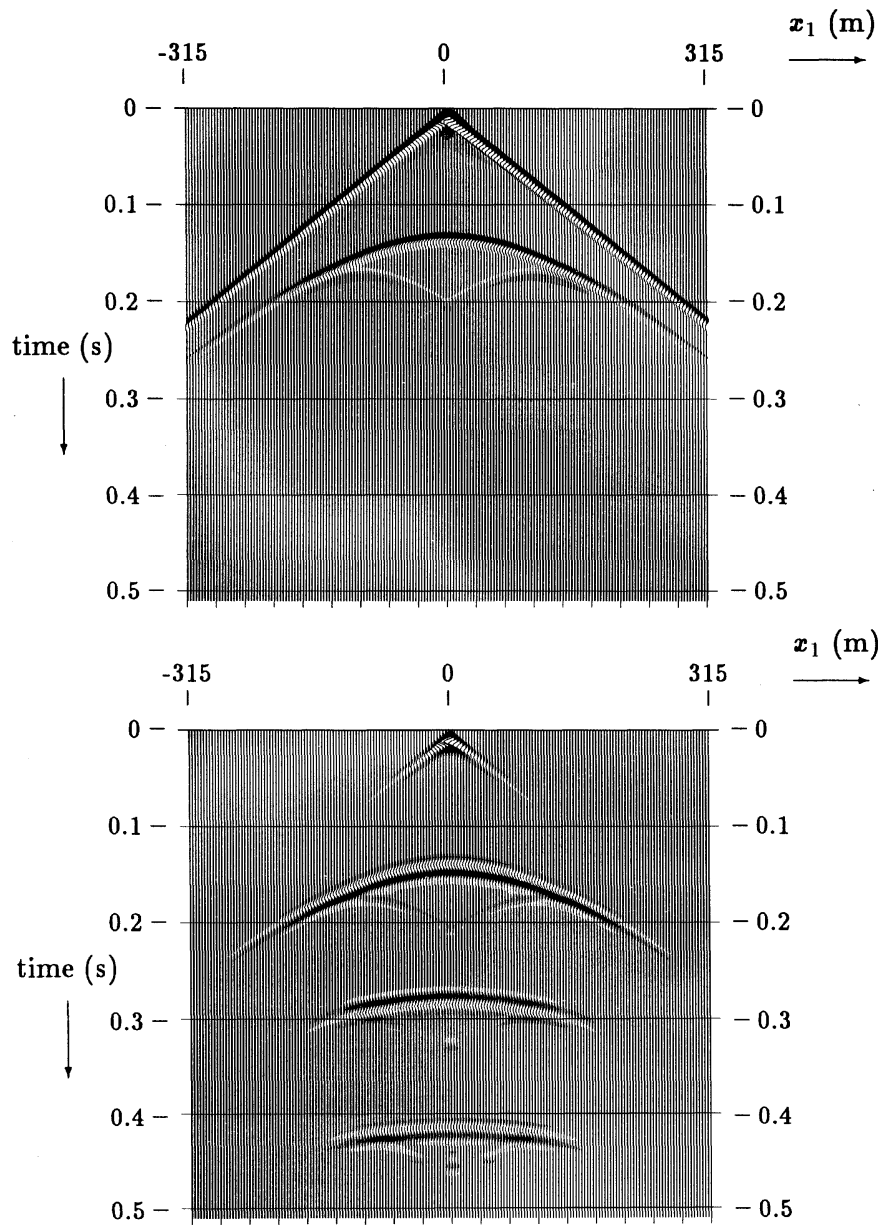 x₁ (m)
-315 0 315
0 – – 0
0.1 – – 0.1
0.2 – – 0.2
time (s)
0.3 – – 0.3
0.4 – – 0.4
0.5 – – 0.5
x₁ (m)
-315 0 315
0 – – 0
0.1 – – 0.1
0.2 – – 0.2
time (s)
0.3 – – 0.3
0.4 – – 0.4
0.5 – – 0.5